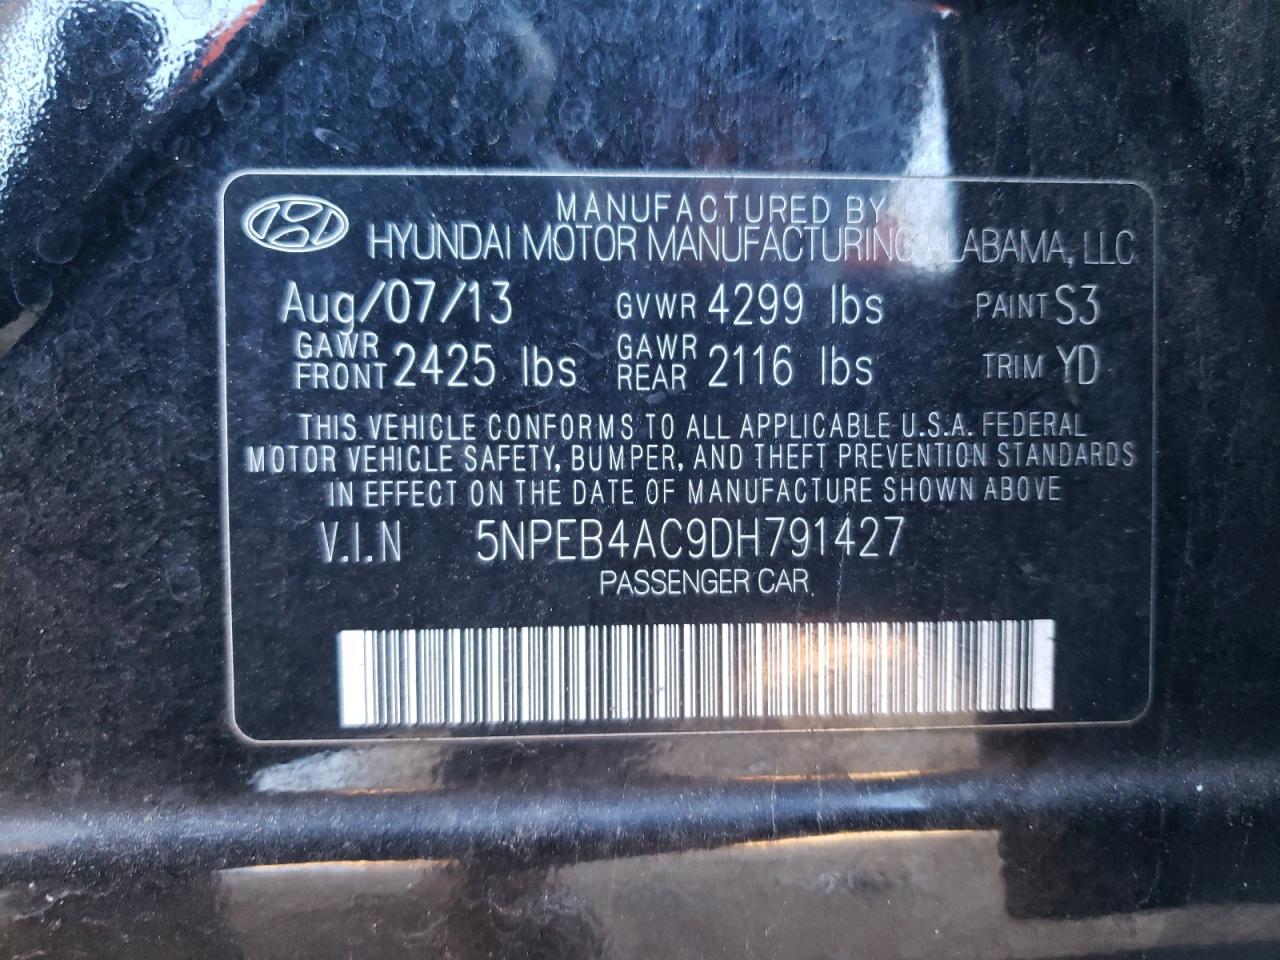 MANUFACTURED BY
HYUNDAI MOTOR MANUFACTURING ALABAMA, LLC
Aug/07/13 GVWR 4299 lbs PAINT S3
GAWR FRONT 2425 lbs GAWR REAR 2116 lbs TRIM YD
THIS VEHICLE CONFORMS TO ALL APPLICABLE U.S.A. FEDERAL
MOTOR VEHICLE SAFETY, BUMPER, AND THEFT PREVENTION STANDARDS
IN EFFECT ON THE DATE OF MANUFACTURE SHOWN ABOVE
V.I.N 5NPEB4AC9DH791427
PASSENGER CAR